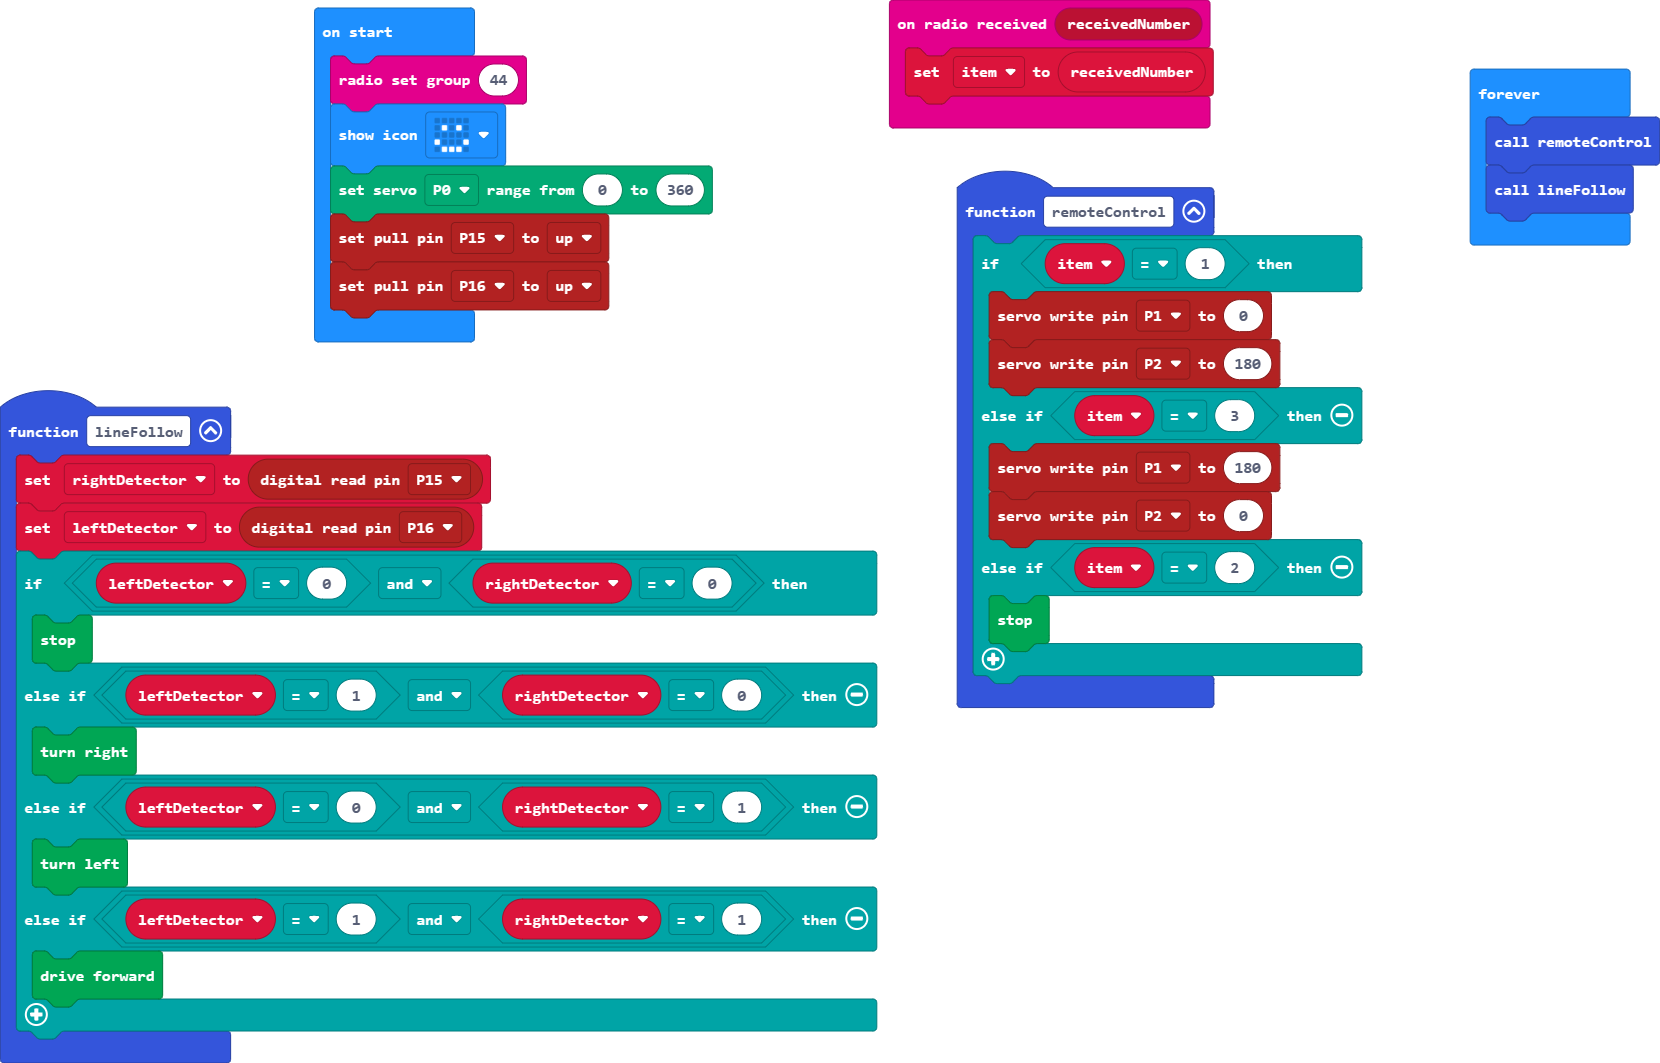 on start
radio set group 44
show icon
set servo P0 range from 0 to 360
set pull pin P15 to up
set pull pin P16 to up
on radio received receivedNumber
set item to receivedNumber
forever
call remoteControl
call lineFollow
function remoteControl
if item = 1 then
servo write pin P1 to 0
servo write pin P2 to 180
else if item = 3 then
servo write pin P1 to 180
servo write pin P2 to 0
else if item = 2 then
stop
function lineFollow
set rightDetector to digital read pin P15
set leftDetector to digital read pin P16
if leftDetector = 0 and rightDetector = 0 then
stop
else if leftDetector = 1 and rightDetector = 0 then
turn right
else if leftDetector = 0 and rightDetector = 1 then
turn left
else if leftDetector = 1 and rightDetector = 1 then
drive forward